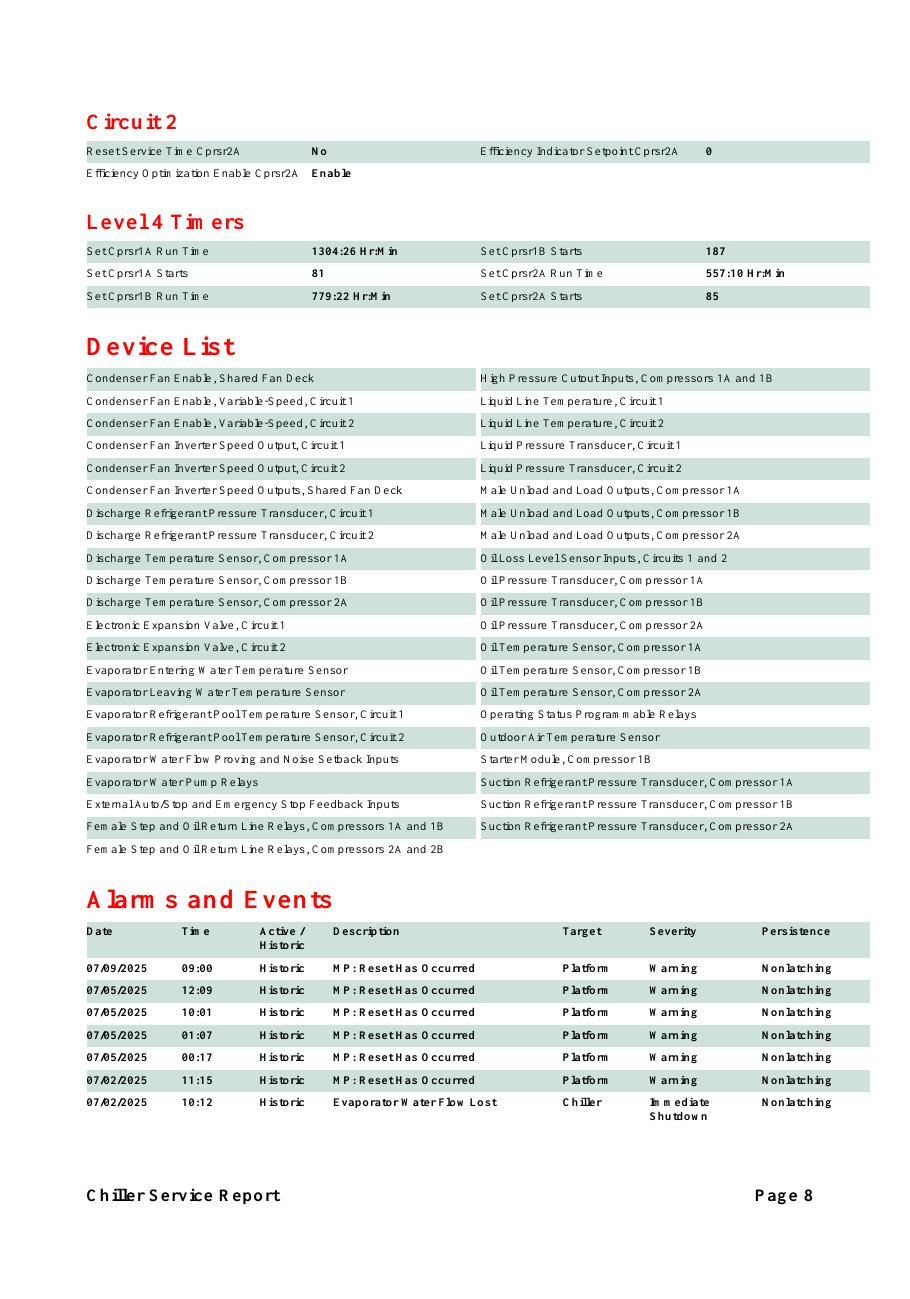 Circuit 2
Reset Service Time Cprsr2A No Efficiency Indicator Setpoint Cprsr2A 0
Efficiency Optimization Enable Cprsr2A Enable
Level 4 Timers
Set Cprsr1A Run Time 1304:26 Hr:Min Set Cprsr1B Starts 187
Set Cprsr1A Starts 81 Set Cprsr2A Run Time 557:10 Hr:Min
Set Cprsr1B Run Time 779:22 Hr:Min Set Cprsr2A Starts 85
Device List
Condenser Fan Enable, Shared Fan Deck High Pressure Cutout Inputs, Compressors 1A and 1B
Condenser Fan Enable, Variable-Speed, Circuit 1 Liquid Line Temperature, Circuit 1
Condenser Fan Enable, Variable-Speed, Circuit 2 Liquid Line Temperature, Circuit 2
Condenser Fan Inverter Speed Output, Circuit 1 Liquid Pressure Transducer, Circuit 1
Condenser Fan Inverter Speed Output, Circuit 2 Liquid Pressure Transducer, Circuit 2
Condenser Fan Inverter Speed Outputs, Shared Fan Deck Male Unload and Load Outputs, Compressor 1A
Discharge Refrigerant Pressure Transducer, Circuit 1 Male Unload and Load Outputs, Compressor 1B
Discharge Refrigerant Pressure Transducer, Circuit 2 Male Unload and Load Outputs, Compressor 2A
Discharge Temperature Sensor, Compressor 1A Oil Loss Level Sensor Inputs, Circuits 1 and 2
Discharge Temperature Sensor, Compressor 1B Oil Pressure Transducer, Compressor 1A
Discharge Temperature Sensor, Compressor 2A Oil Pressure Transducer, Compressor 1B
Electronic Expansion Valve, Circuit 1 Oil Pressure Transducer, Compressor 2A
Electronic Expansion Valve, Circuit 2 Oil Temperature Sensor, Compressor 1A
Evaporator Entering Water Temperature Sensor Oil Temperature Sensor, Compressor 1B
Evaporator Leaving Water Temperature Sensor Oil Temperature Sensor, Compressor 2A
Evaporator Refrigerant Pool Temperature Sensor, Circuit 1 Operating Status Programmable Relays
Evaporator Refrigerant Pool Temperature Sensor, Circuit 2 Outdoor Air Temperature Sensor
Evaporator Water Flow Proving and Noise Setback Inputs Starter Module, Compressor 1B
Evaporator Water Pump Relays Suction Refrigerant Pressure Transducer, Compressor 1A
External Auto/Stop and Emergency Stop Feedback Inputs Suction Refrigerant Pressure Transducer, Compressor 1B
Female Step and Oil Return Line Relays, Compressors 1A and 1B Suction Refrigerant Pressure Transducer, Compressor 2A
Female Step and Oil Return Line Relays, Compressors 2A and 2B
Alarms and Events
Date Time Active / Description Target Severity Persistence
Historic
07/09/2025 09:00 Historic MP: Reset Has Occurred Platform Warning Nonlatching
07/05/2025 12:09 Historic MP: Reset Has Occurred Platform Warning Nonlatching
07/05/2025 10:01 Historic MP: Reset Has Occurred Platform Warning Nonlatching
07/05/2025 01:07 Historic MP: Reset Has Occurred Platform Warning Nonlatching
07/05/2025 00:17 Historic MP: Reset Has Occurred Platform Warning Nonlatching
07/02/2025 11:15 Historic MP: Reset Has Occurred Platform Warning Nonlatching
07/02/2025 10:12 Historic Evaporator Water Flow Lost Chiller Immediate Nonlatching
Shutdown
Chiller Service Report Page 8